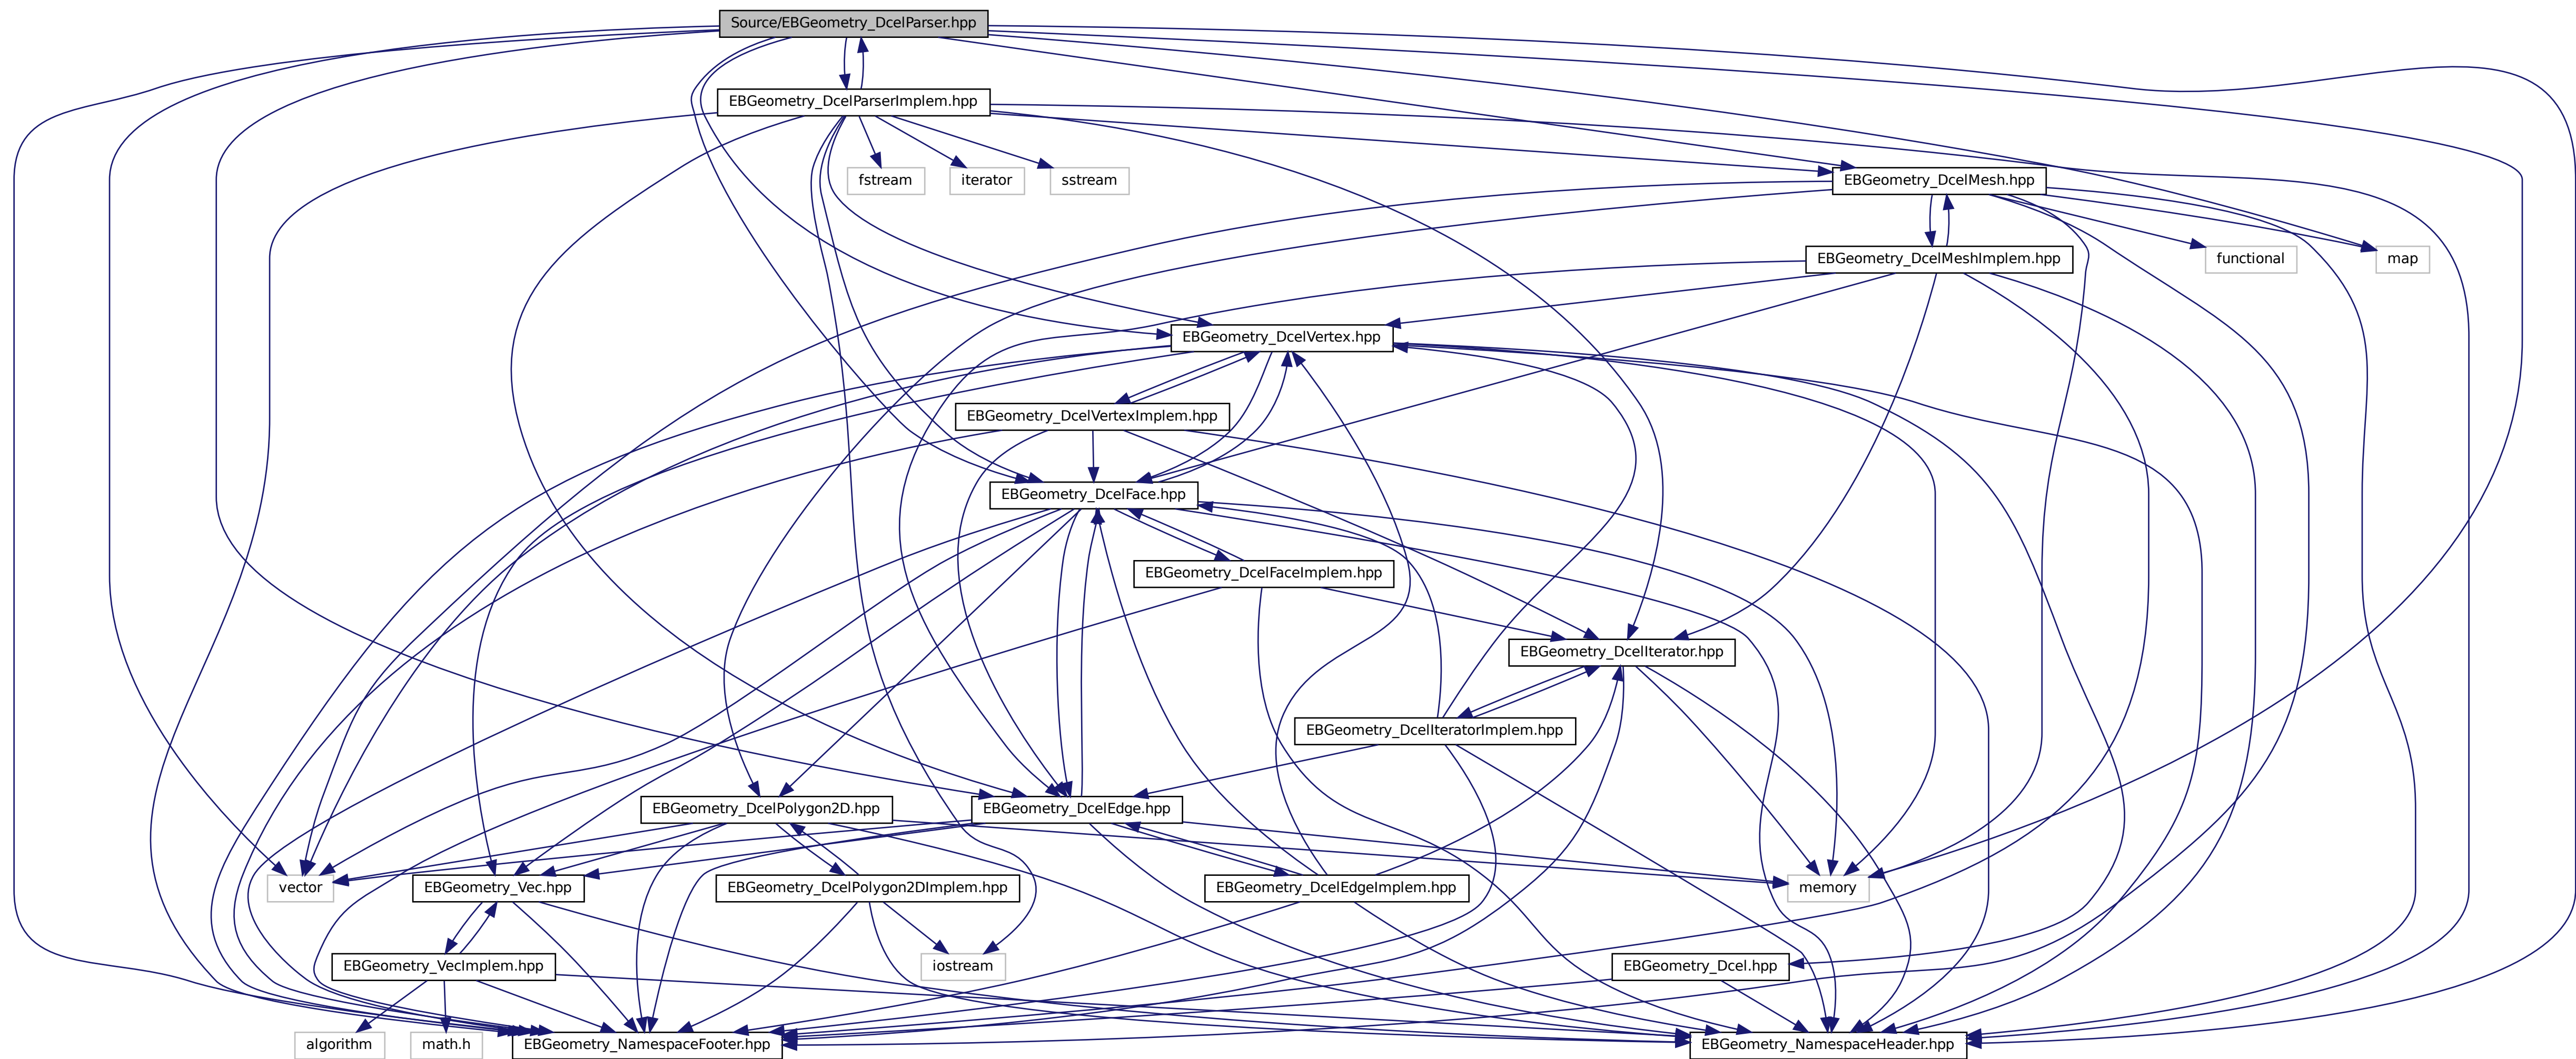 Source/EBGeometry_DcelParser.hpp
EBGeometry_DcelParserImplem.hpp
fstream
iterator
sstream
EBGeometry_DcelMesh.hpp
EBGeometry_DcelMeshImplem.hpp
functional
map
EBGeometry_DcelVertex.hpp
EBGeometry_DcelVertexImplem.hpp
EBGeometry_DcelFace.hpp
EBGeometry_DcelFaceImplem.hpp
EBGeometry_DcelIterator.hpp
EBGeometry_DcelIteratorImplem.hpp
EBGeometry_DcelPolygon2D.hpp
EBGeometry_DcelEdge.hpp
vector
EBGeometry_Vec.hpp
EBGeometry_DcelPolygon2DImplem.hpp
EBGeometry_DcelEdgeImplem.hpp
memory
EBGeometry_VecImplem.hpp
iostream
EBGeometry_Dcel.hpp
algorithm
math.h
EBGeometry_NamespaceFooter.hpp
EBGeometry_NamespaceHeader.hpp